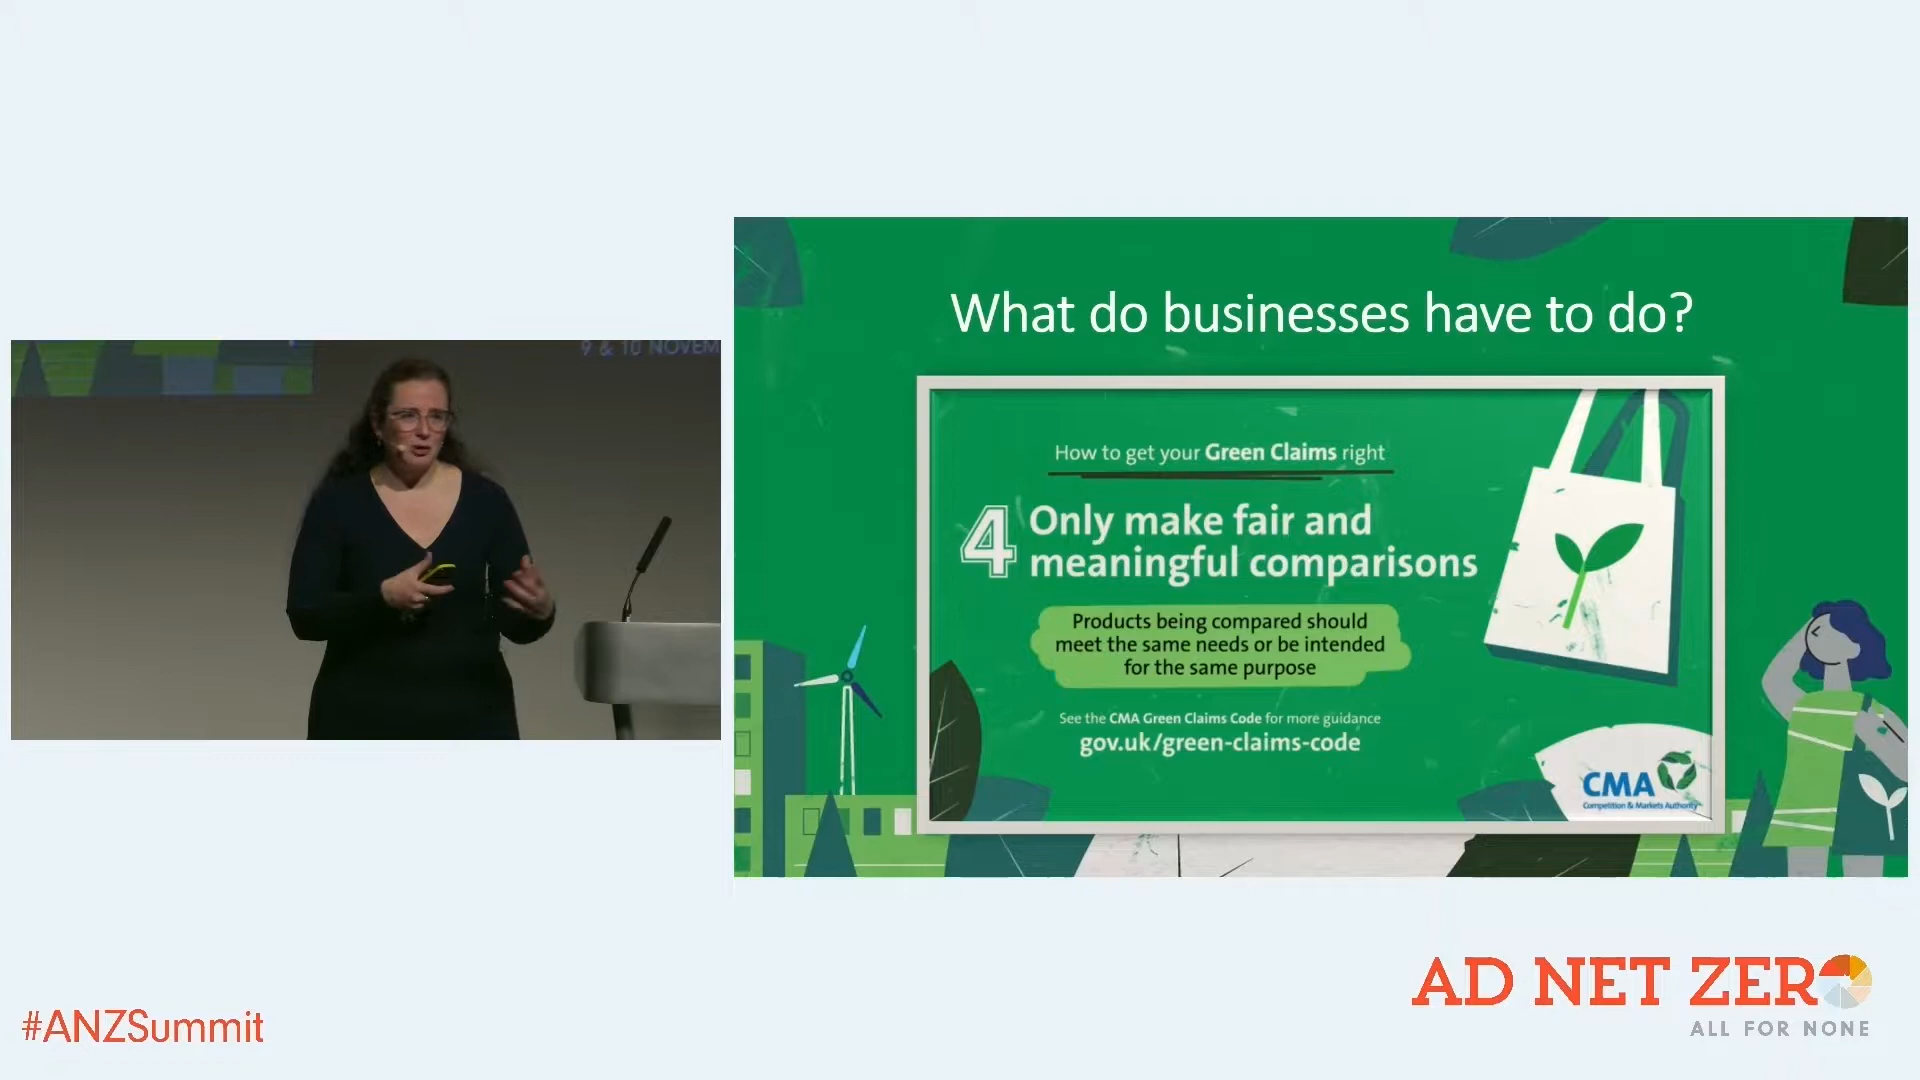 9 & 10 NOVEM
What do businesses have to do?
How to get your Green Claims right
4 Only make fair and
meaningful comparisons
Products being compared should
meet the same needs or be intended
for the same purpose
See the CMA Green Claims Code for more guidance
gov.uk/green-claims-code
CMA
Competition & Markets Authority
#ANZSummit
AD NET ZERO
ALL FOR NONE